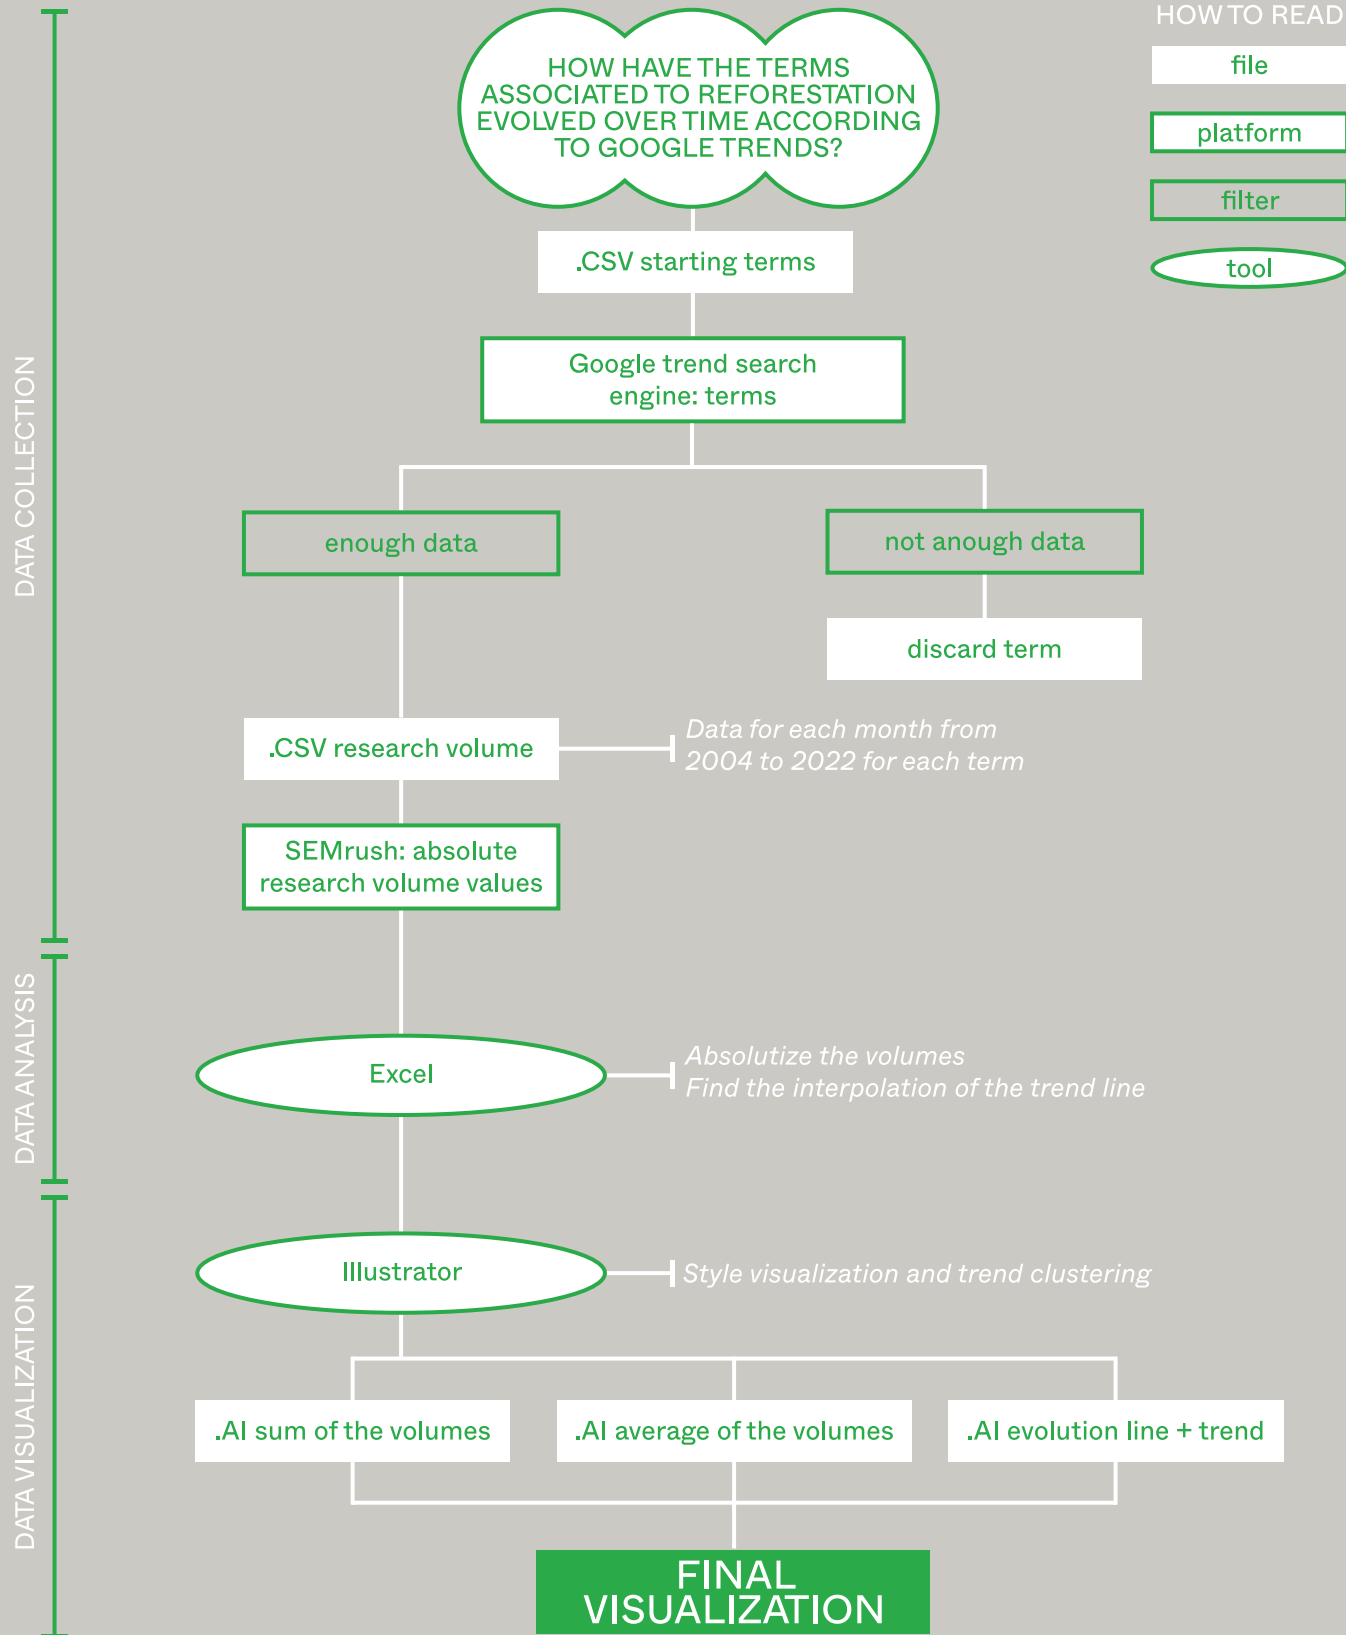 HOW TO READ
file
platform
filter
tool
HOW HAVE THE TERMS
ASSOCIATED TO REFORESTATION
EVOLVED OVER TIME ACCORDING
TO GOOGLE TRENDS?
.CSV starting terms
Google trend search
engine: terms
enough data
not anough data
discard term
.CSV research volume
Data for each month from
2004 to 2022 for each term
SEMrush: absolute
research volume values
DATA COLLECTION
Excel
Absolutize the volumes
Find the interpolation of the trend line
DATA ANALYSIS
Illustrator
Style visualization and trend clustering
.AI sum of the volumes
.AI average of the volumes
.AI evolution line + trend
DATA VISUALIZATION
FINAL
VISUALIZATION